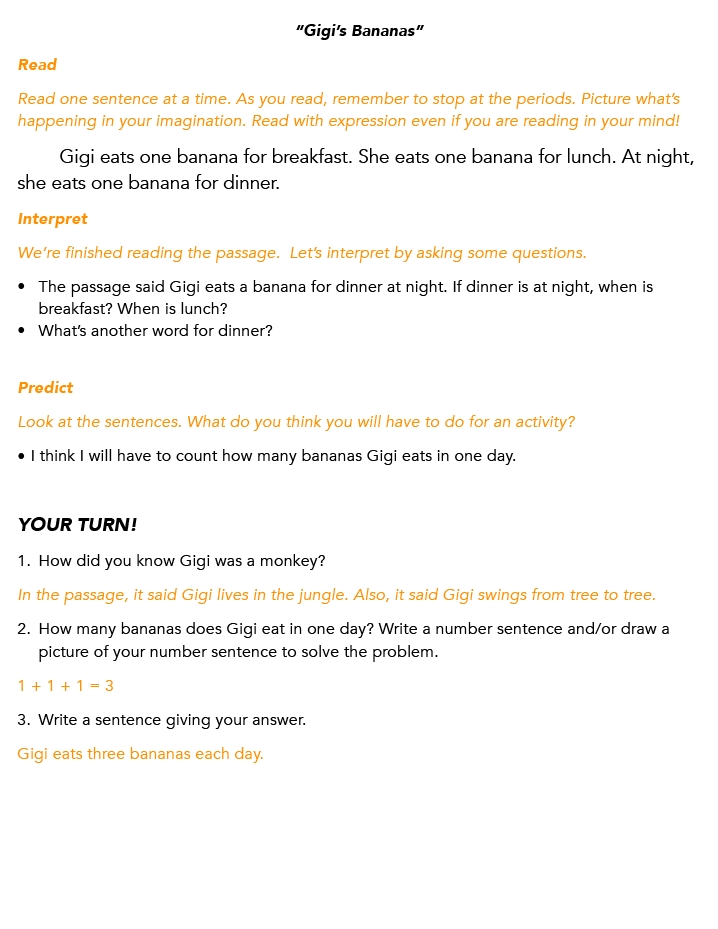 “Gigi’s Bananas”
Read
Read one sentence at a time. As you read, remember to stop at the periods. Picture what’s
happening in your imagination. Read with expression even if you are reading in your mind!
Gigi eats one banana for breakfast. She eats one banana for lunch. At night,
she eats one banana for dinner.
Interpret
We’re finished reading the passage.  Let’s interpret by asking some questions.
• The passage said Gigi eats a banana for dinner at night. If dinner is at night, when is
breakfast? When is lunch?
• What’s another word for dinner?
Predict
Look at the sentences. What do you think you will have to do for an activity?
• I think I will have to count how many bananas Gigi eats in one day.
YOUR TURN!
1. How did you know Gigi was a monkey?
In the passage, it said Gigi lives in the jungle. Also, it said Gigi swings from tree to tree.
2. How many bananas does Gigi eat in one day? Write a number sentence and/or draw a
picture of your number sentence to solve the problem.
1 + 1 + 1 = 3
3. Write a sentence giving your answer.
Gigi eats three bananas each day.